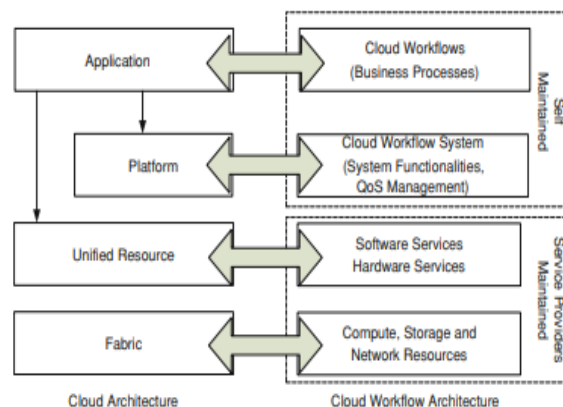 Application
Cloud Workflows
(Business Processes)
Self
Maintained
Platform
Cloud Workflow System
(System Functionalities,
QoS Management)
Unified Resource
Software Services
Hardware Services
Service Providers
Maintained
Fabric
Compute, Storage and
Network Resources
Cloud Architecture
Cloud Workflow Architecture